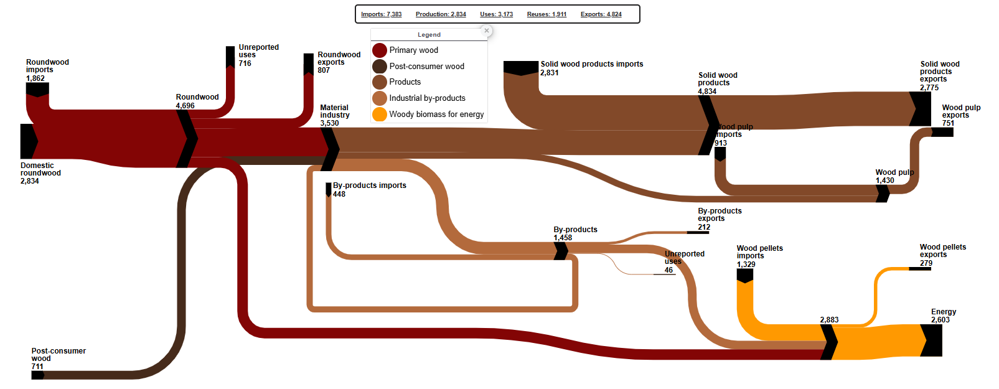 Imports: 7,383 Production: 2,834 Uses: 3,173 Reuses: 1,911 Exports: 4,824
Legend
Primary wood
Post-consumer wood
Products
Industrial by-products
Woody biomass for energy
Roundwood
imports
1,862
Domestic
roundwood
2,834
Roundwood
4,696
Unreported
uses
716
Roundwood
exports
807
Material
industry
3,530
Solid wood products imports
2,831
Solid wood
products
4,834
Solid wood
products
exports
2,775
Wood pulp
imports
913
Wood pulp
exports
751
Wood pulp
1,430
By-products imports
448
By-products
1,458
By-products
exports
212
Unreported
uses
46
Wood pellets
imports
1,329
Wood pellets
exports
279
2,883
Energy
2,603
Post-consumer
wood
711